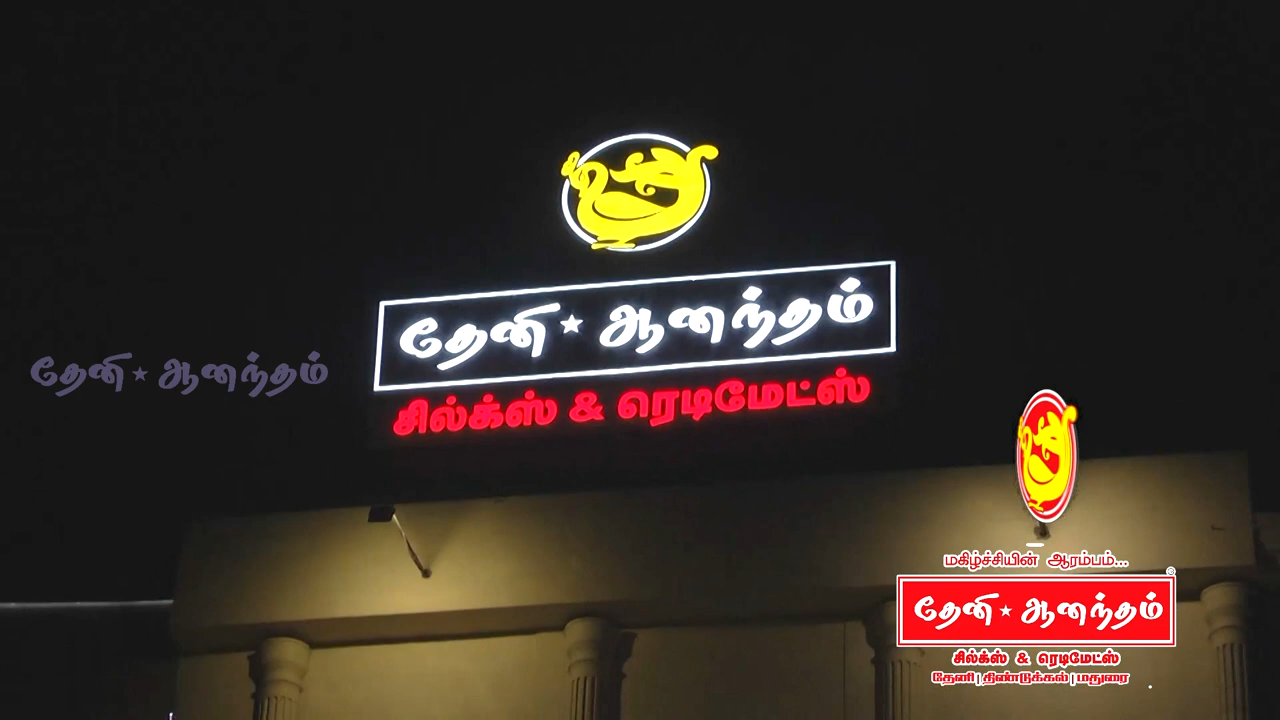 தேனி ★ ஆனந்தம்
சில்க்ஸ் & ரெடிமேட்ஸ்
தேனி ★ ஆனந்தம்
மகிழ்ச்சியின் ஆரம்பம்...
தேனி ★ ஆனந்தம்
சில்க்ஸ் & ரெடிமேட்ஸ்
தேனி | திண்டுக்கல் | மதுரை